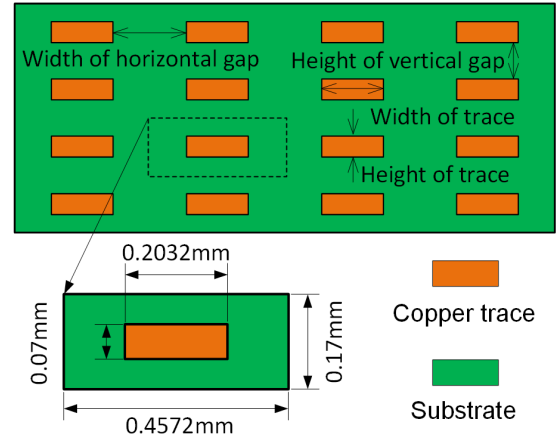 Width of horizontal gap
Height of vertical gap
Width of trace
Height of trace
0.2032mm
0.07mm
0.17mm
0.4572mm
Copper trace
Substrate